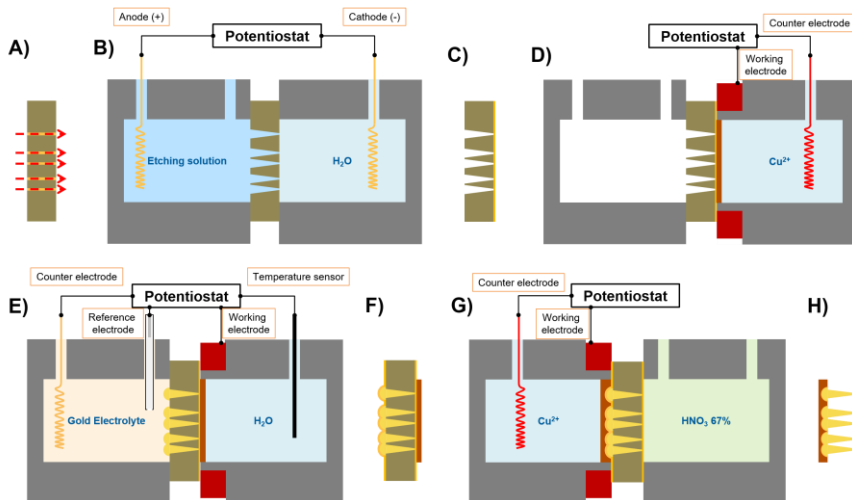 A)
B)
Anode (+)
Potentiostat
Cathode (-)
Etching solution
H₂O
C)
D)
Potentiostat
Counter electrode
Working
electrode
Cu²⁺
E)
Counter electrode
Potentiostat
Temperature sensor
Reference
electrode
Working
electrode
Gold Electrolyte
H₂O
F)
G)
Counter electrode
Potentiostat
Working
electrode
Cu²⁺
HNO₃ 67%
H)